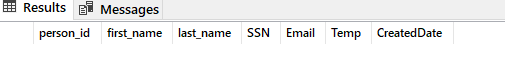 Results Messages
person_id first_name last_name SSN Email Temp CreatedDate